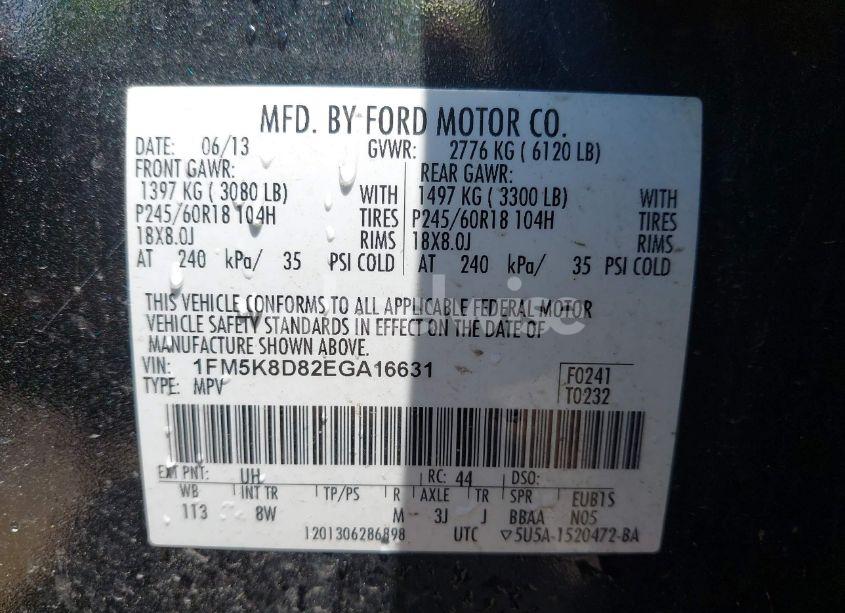 MFD. BY FORD MOTOR CO.
DATE: 06/13 GVWR: 2776 KG ( 6120 LB)
FRONT GAWR: REAR GAWR:
1397 KG ( 3080 LB) WITH 1497 KG ( 3300 LB) WITH
P245/60R18 104H TIRES P245/60R18 104H TIRES
18X8.0J RIMS 18X8.0J RIMS
AT 240 kPa/ 35 PSI COLD AT 240 kPa/ 35 PSI COLD
THIS VEHICLE CONFORMS TO ALL APPLICABLE FEDERAL MOTOR
VEHICLE SAFETY STANDARDS IN EFFECT ON THE DATE OF
MANUFACTURE SHOWN ABOVE.
VIN: 1FM5K8D82EGA16631 F0241
TYPE: MPV T0232
EXT PNT: UH RC: 44 DSO:
WB INT TR TP/PS R AXLE TR SPR EUB1S
113 8W M 3J J BBAA N05
1201306286898 UTC ▽5U5A-1520472-BA